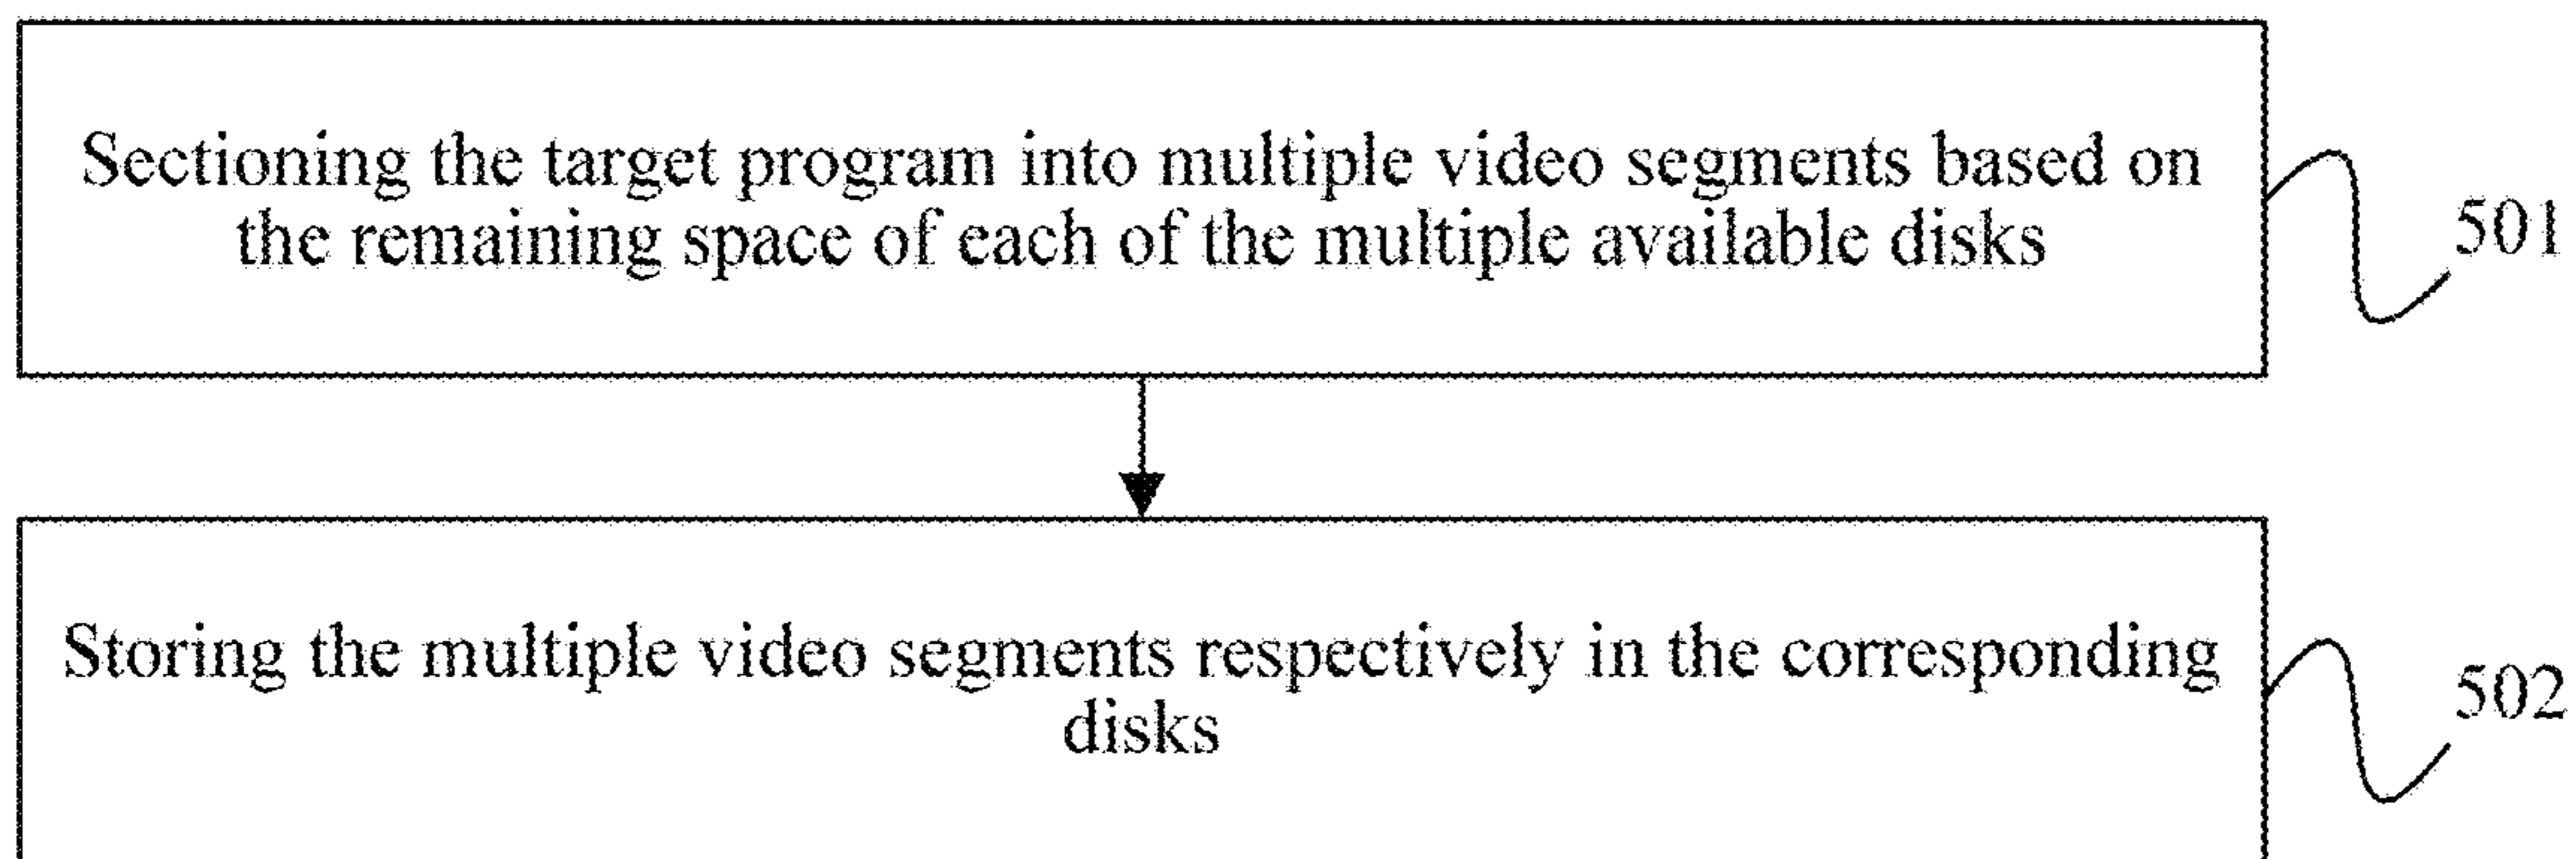 Sectioning the target program into multiple video segments based on
the remaining space of each of the multiple available disks
501
Storing the multiple video segments respectively in the corresponding
disks
502